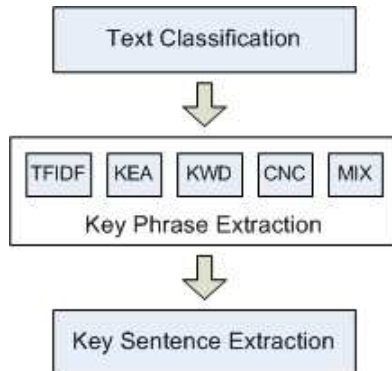 Text Classification
TFIDF KEA KWD CNC MIX
Key Phrase Extraction
Key Sentence Extraction